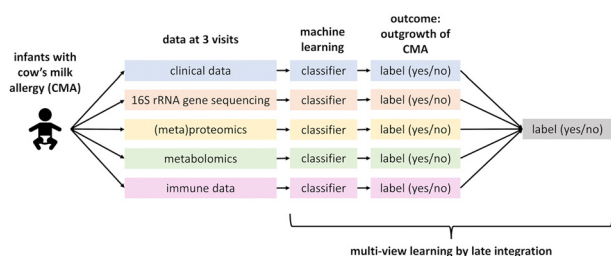 infants with
cow's milk
allergy (CMA)
data at 3 visits
machine
learning
outcome:
outgrowth of
CMA
clinical data
classifier
label (yes/no)
16S rRNA gene sequencing
classifier
label (yes/no)
(meta)proteomics
classifier
label (yes/no)
label (yes/no)
metabolomics
classifier
label (yes/no)
immune data
classifier
label (yes/no)
multi-view learning by late integration